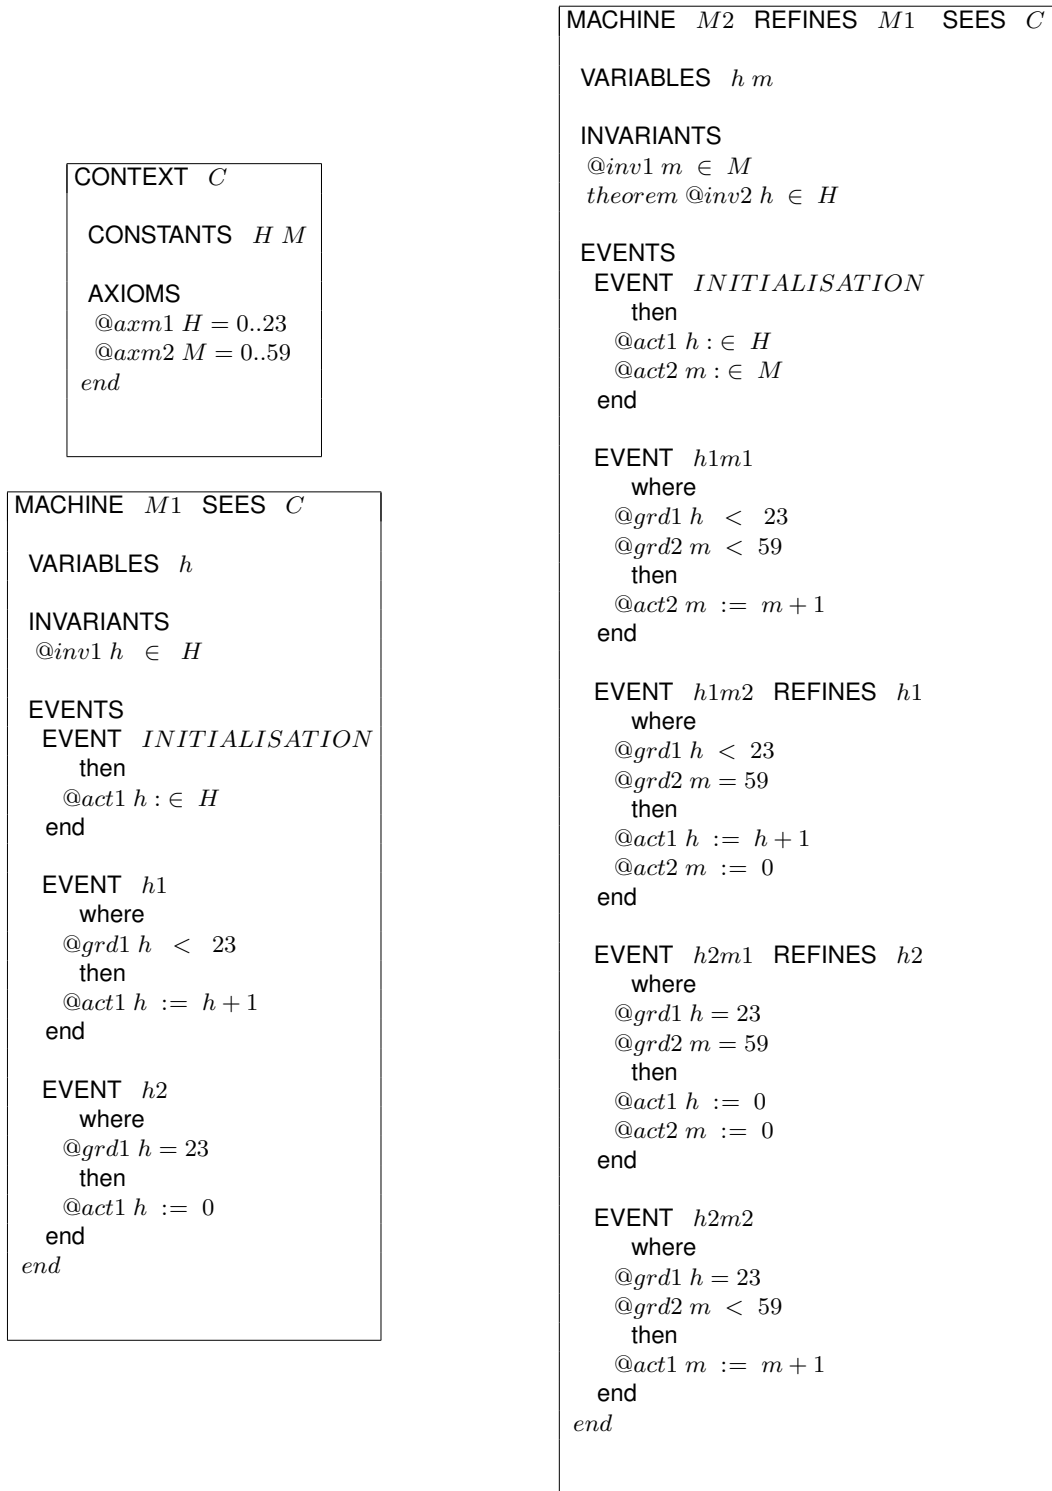 CONTEXT C
CONSTANTS H M
AXIOMS
@axm1 H = 0..23
@axm2 M = 0..59
end
MACHINE M1 SEES C
VARIABLES h
INVARIANTS
@inv1 h ∈ H
EVENTS
EVENT INITIALISATION
then
@act1 h :∈ H
end
EVENT h1
where
@grd1 h < 23
then
@act1 h := h + 1
end
EVENT h2
where
@grd1 h = 23
then
@act1 h := 0
end
end
MACHINE M2 REFINES M1 SEES C
VARIABLES h m
INVARIANTS
@inv1 m ∈ M
theorem @inv2 h ∈ H
EVENTS
EVENT INITIALISATION
then
@act1 h :∈ H
@act2 m :∈ M
end
EVENT h1m1
where
@grd1 h < 23
@grd2 m < 59
then
@act2 m := m + 1
end
EVENT h1m2 REFINES h1
where
@grd1 h < 23
@grd2 m = 59
then
@act1 h := h + 1
@act2 m := 0
end
EVENT h2m1 REFINES h2
where
@grd1 h = 23
@grd2 m = 59
then
@act1 h := 0
@act2 m := 0
end
EVENT h2m2
where
@grd1 h = 23
@grd2 m < 59
then
@act1 m := m + 1
end
end